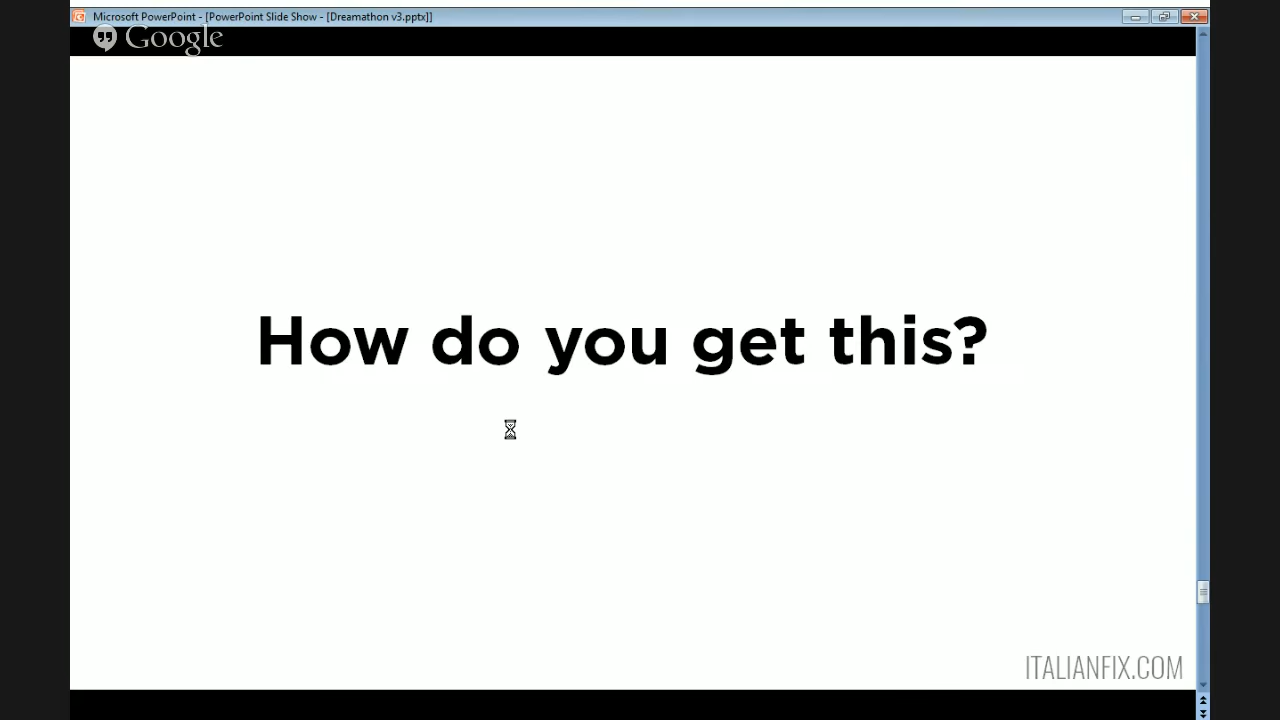 Microsoft PowerPoint - [PowerPoint Slide Show - [Dreamathon v3.pptx]]
Google
How do you get this?
ITALIANFIX.COM